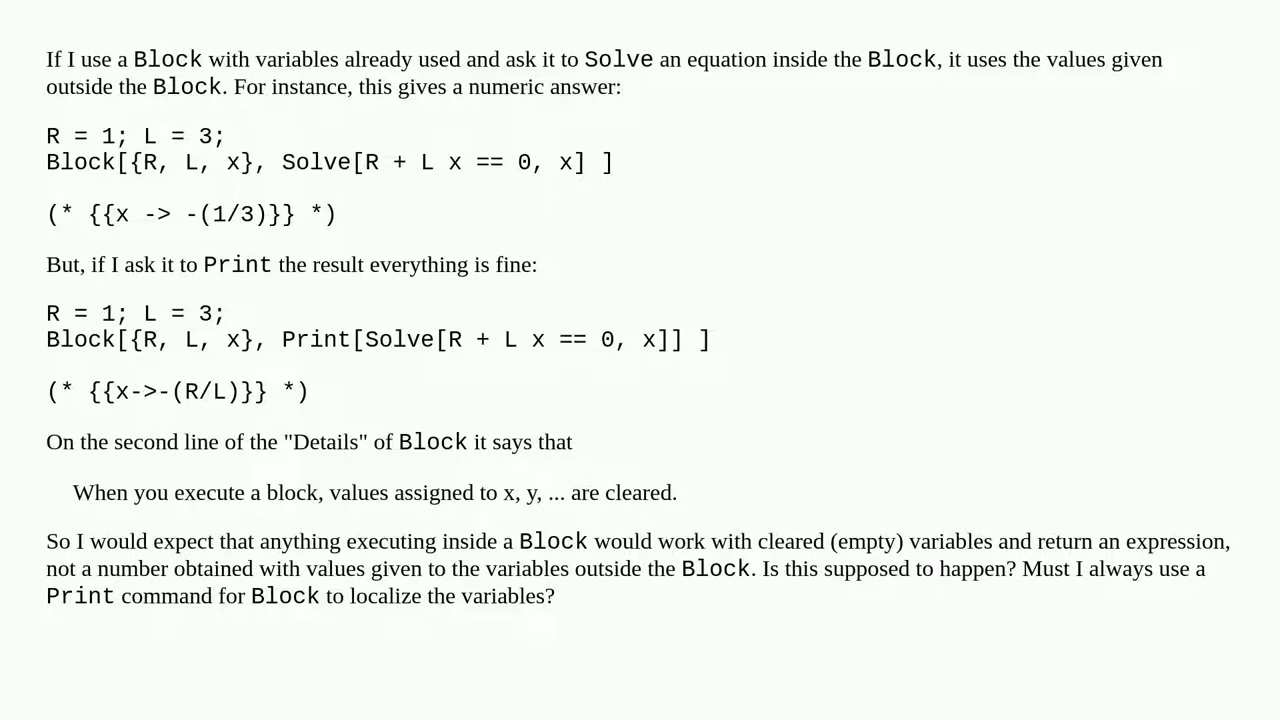 If I use a Block with variables already used and ask it to Solve an equation inside the Block, it uses the values given
outside the Block. For instance, this gives a numeric answer:
R = 1; L = 3;
Block[{R, L, x}, Solve[R + L x == 0, x] ]
(* {{x -> -(1/3)}} *)
But, if I ask it to Print the result everything is fine:
R = 1; L = 3;
Block[{R, L, x}, Print[Solve[R + L x == 0, x]] ]
(* {{x->-(R/L)}} *)
On the second line of the "Details" of Block it says that
When you execute a block, values assigned to x, y, ... are cleared.
So I would expect that anything executing inside a Block would work with cleared (empty) variables and return an expression,
not a number obtained with values given to the variables outside the Block. Is this supposed to happen? Must I always use a
Print command for Block to localize the variables?